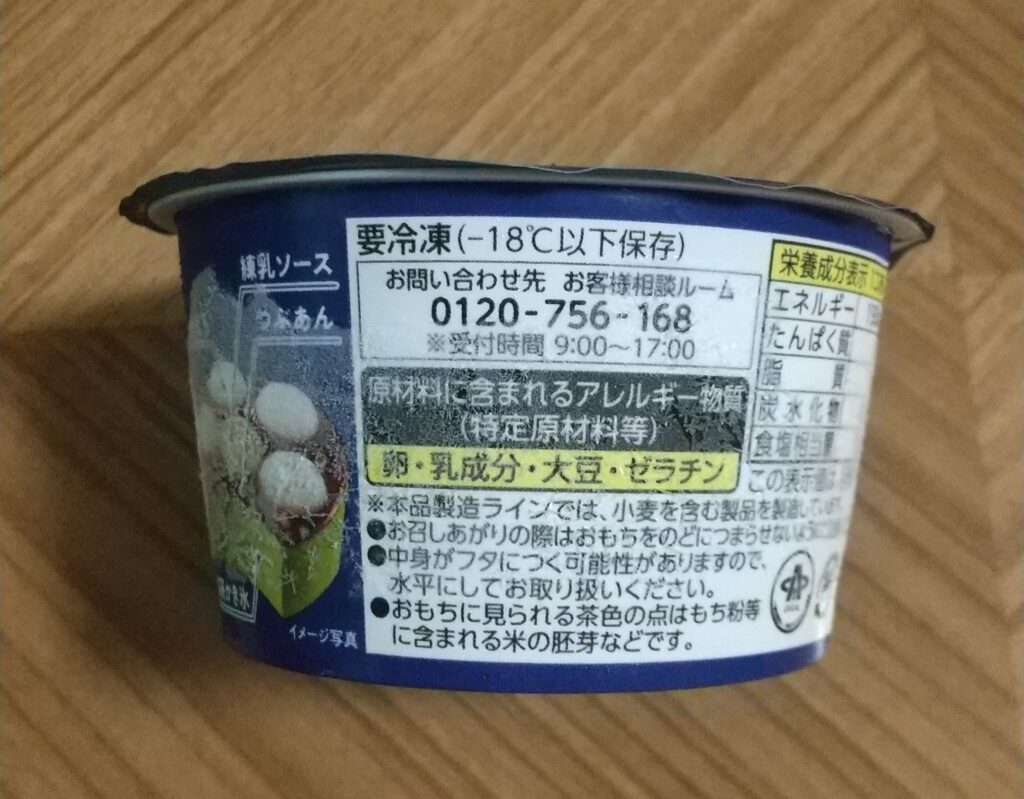 練乳ソース
つぶあん
イメージ写真
要冷凍(-18℃以下保存)
お問い合わせ先 お客様相談ルーム
0120-756-168
※受付時間 9:00～17:00
原材料に含まれるアレルギー物質
(特定原材料等)
卵・乳成分・大豆・ゼラチン
※本品製造ラインでは、小麦を含む製品を製造しています
●お召しあがりの際はおもちをのどにつまらせないように
●中身がフタにつく可能性がありますので、
水平にしてお取り扱いください。
●おもちに見られる茶色の点はもち粉等
に含まれる米の胚芽などです。
栄養成分表示
エネルギー
たんぱく質
脂質
炭水化物
食塩相当量
この表示値は